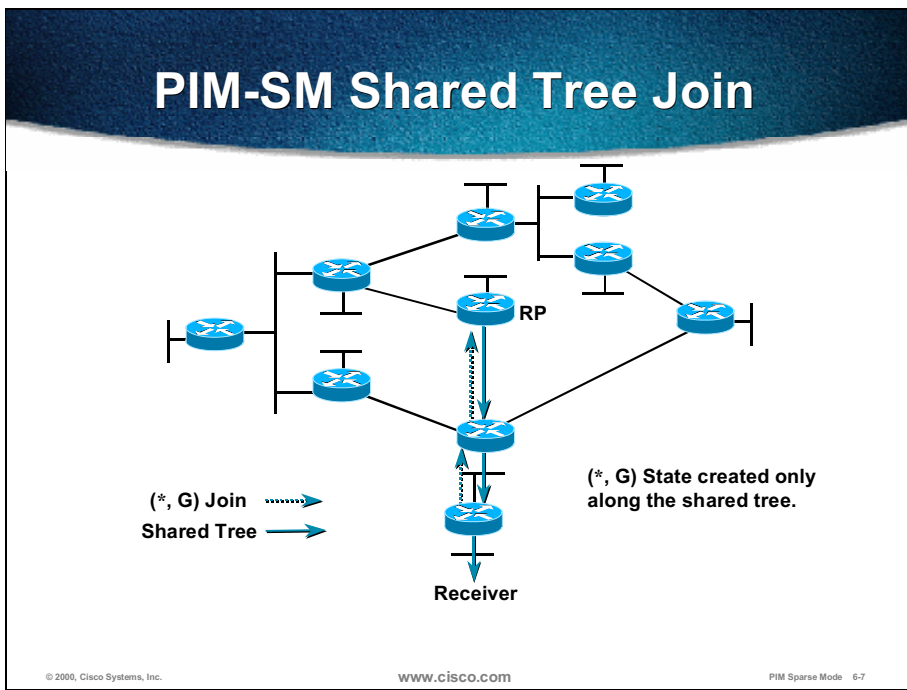 PIM-SM Shared Tree Join
RP
(*, G) Join
Shared Tree
(*, G) State created only
along the shared tree.
Receiver
© 2000, Cisco Systems, Inc.
www.cisco.com
PIM Sparse Mode 6-7